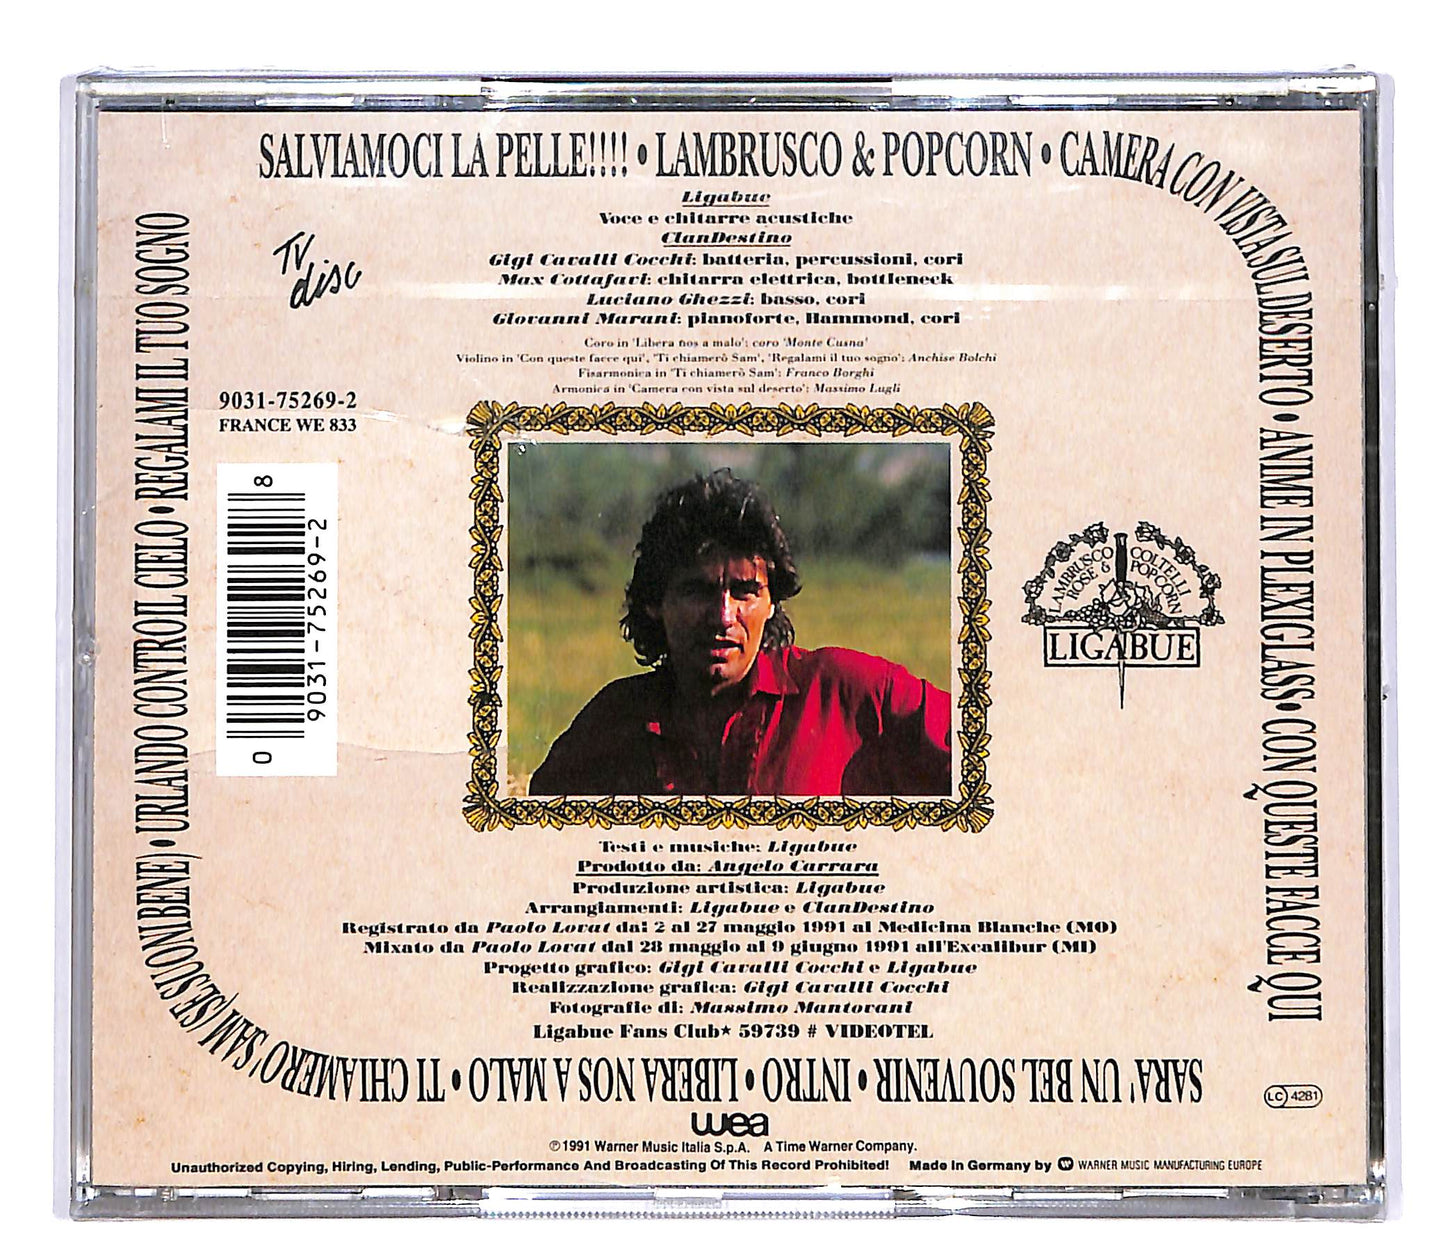 SALVIAMOCI LA PELLE!!!! • LAMBRUSCO & POPCORN • CAMERA CON VISTA SUL DESERTO • ANIME IN PLEXIGLASS • CON QUESTE FACCE QUI
SARA' UN BEL SOUVENIR • INTRO • LIBERA NOS A MALO • TI CHIAMERO' SAM (SE SUONI BENE) • URLANDO CONTRO IL CIELO • REGALAMI IL TUO SOGNO
Ligabue
Voce e chitarre acustiche
ClanDestino
Gigi Cavalli Cocchi: batteria, percussioni, cori
Max Cottafavi: chitarra elettrica, bottleneck
Luciano Ghezzi: basso, cori
Giovanni Marani: pianoforte, Hammond, cori
Coro in 'Libera nos a malo': coro 'Monte Cusna'
Violino in 'Con queste facce qui', 'Ti chiamerò Sam', 'Regalami il tuo sogno': Anchise Bolchi
Fisarmonica in 'Ti chiamerò Sam': Franco Borghi
Armonica in 'Camera con vista sul deserto': Massimo Lugli
TV
disc
9031-75269-2
FRANCE WE 833
0 9031-75269-2 8
LAMBRUSCO COLTELLI
ROSE & POPCORN
LIGABUE
Testi e musiche: Ligabue
Prodotto da: Angelo Carrara
Produzione artistica: Ligabue
Arrangiamenti: Ligabue e ClanDestino
Registrato da Paolo Lovat dal 2 al 27 maggio 1991 al Medicina Blanche (MO)
Mixato da Paolo Lovat dal 28 maggio al 9 giugno 1991 all'Excalibur (MI)
Progetto grafico: Gigi Cavalli Cocchi e Ligabue
Realizzazione grafica: Gigi Cavalli Cocchi
Fotografie di: Massimo Mantovani
Ligabue Fans Club★ 59739 # VIDEOTEL
wea
LC 4281
℗1991 Warner Music Italia S.p.A. A Time Warner Company.
Unauthorized Copying, Hiring, Lending, Public-Performance And Broadcasting Of This Record Prohibited! Made in Germany by WARNER MUSIC MANUFACTURING EUROPE